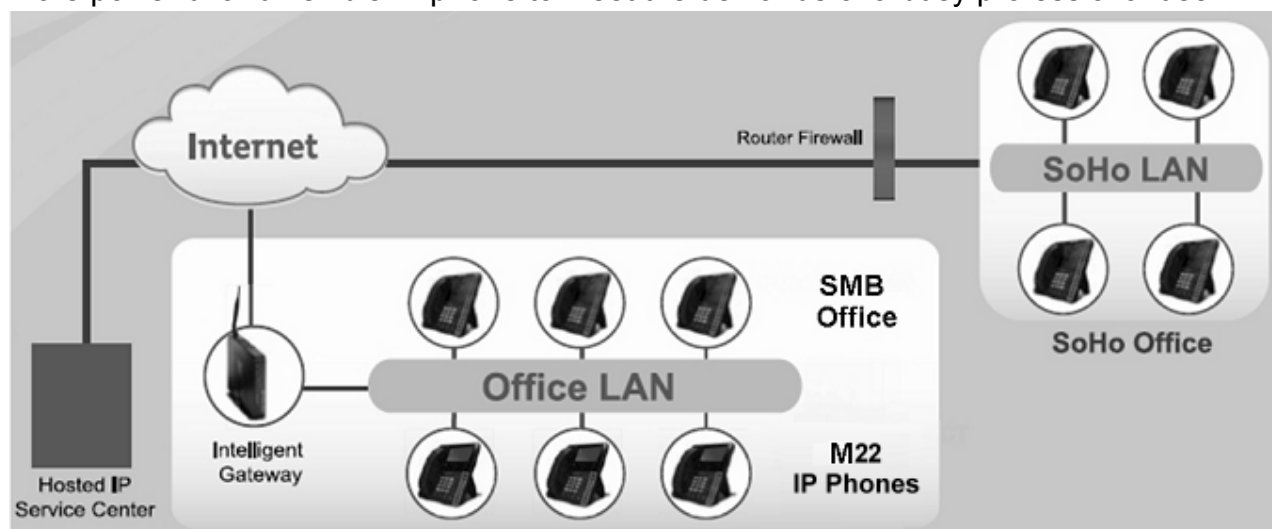 Internet
Router Firewall
SoHo LAN
SoHo Office
SMB
Office
Office LAN
Intelligent
Gateway
M22
IP Phones
Hosted IP
Service Center